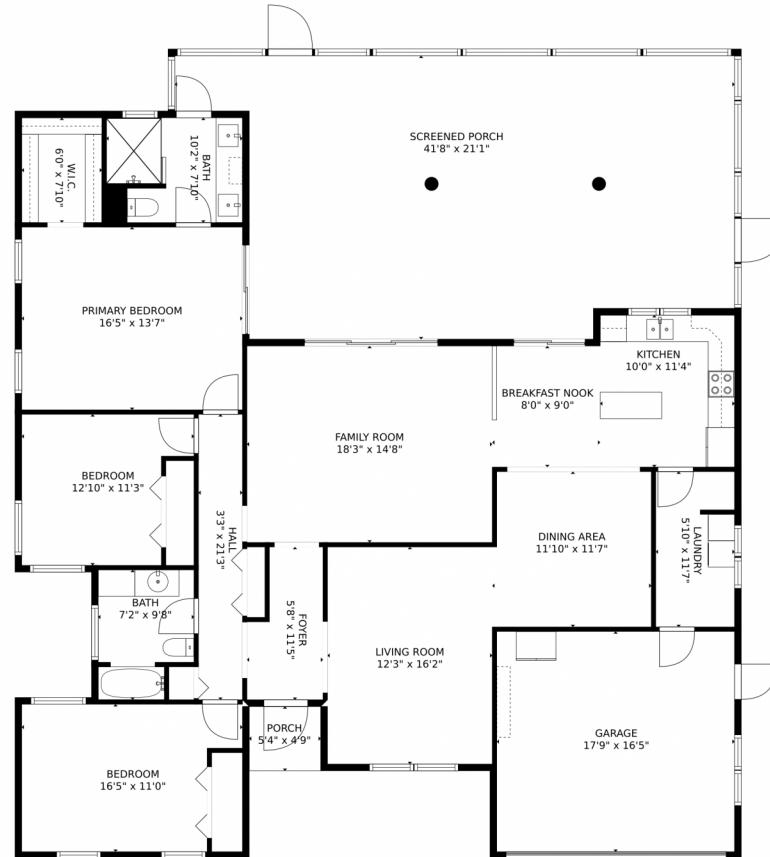 SCREENED PORCH
41'8" x 21'1"
W.I.C.
6'0" x 7'10"
BATH
10'2" x 7'10"
PRIMARY BEDROOM
16'5" x 13'7"
KITCHEN
10'0" x 11'4"
BREAKFAST NOOK
8'0" x 9'0"
FAMILY ROOM
18'3" x 14'8"
BEDROOM
12'10" x 11'3"
HALL
3'3" x 21'3"
DINING AREA
11'10" x 11'7"
LAUNDRY
5'10" x 11'7"
BATH
7'2" x 9'8"
FOYER
5'8" x 11'5"
LIVING ROOM
12'3" x 16'2"
PORCH
5'4" x 4'9"
GARAGE
17'9" x 16'5"
BEDROOM
16'5" x 11'0"